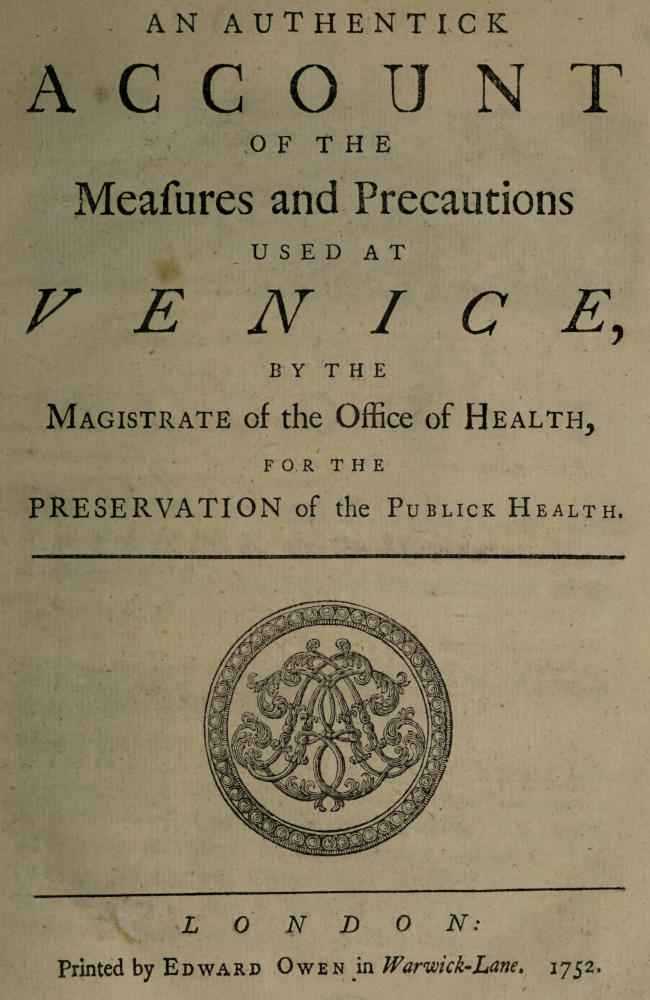 AN AUTHENTICK
ACCOUNT
OF THE
Meaſures and Precautions
USED AT
VENICE,
BY THE
MAGISTRATE of the Office of HEALTH,
FOR THE
PRESERVATION of the PUBLICK HEALTH.
LONDON:
Printed by EDWARD OWEN in Warwick-Lane. 1752.